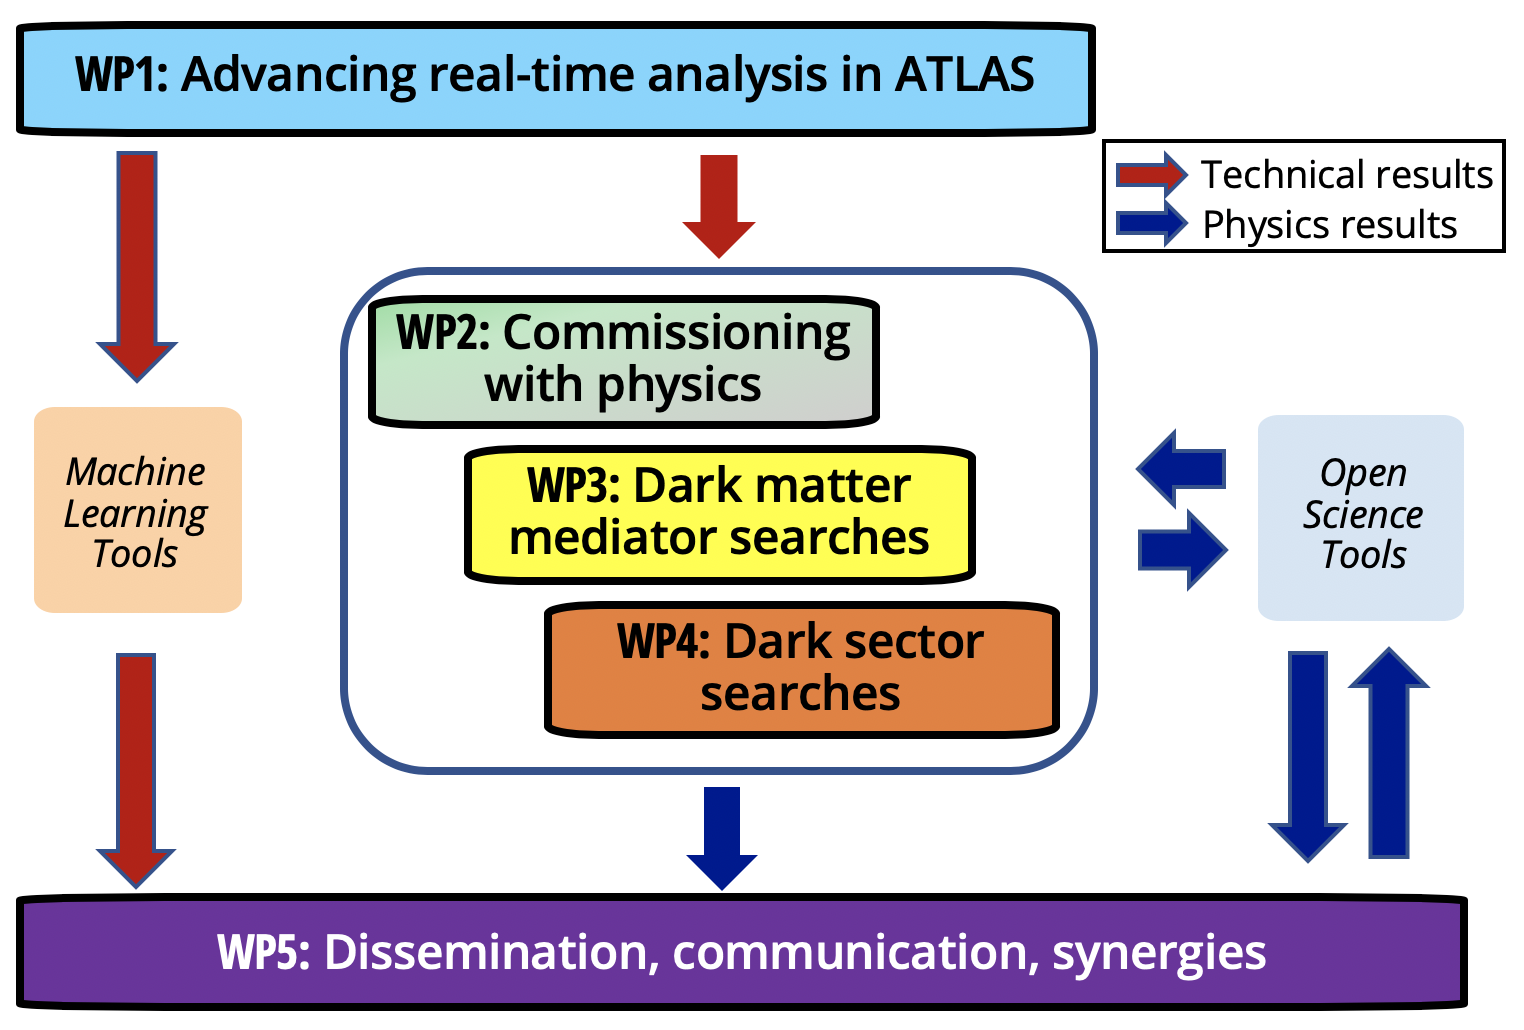 WP1: Advancing real-time analysis in ATLAS
Technical results
Physics results
WP2: Commissioning
with physics
WP3: Dark matter
mediator searches
WP4: Dark sector
searches
Machine
Learning
Tools
Open
Science
Tools
WP5: Dissemination, communication, synergies